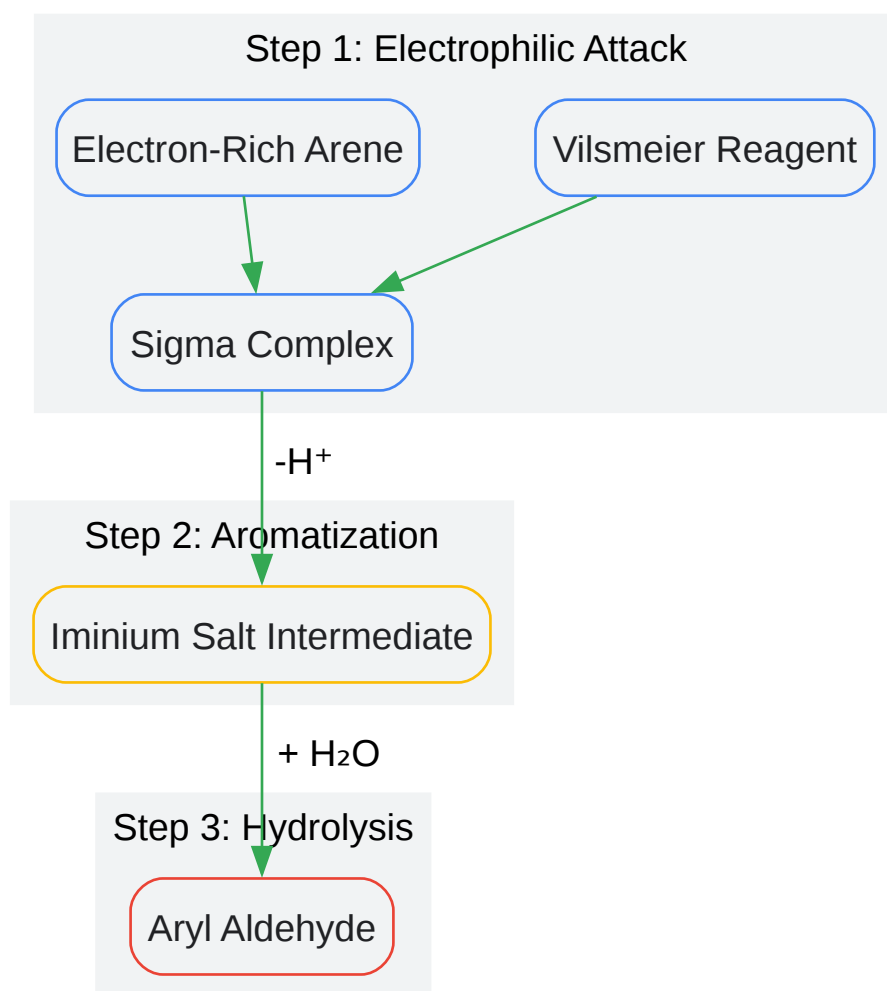 Step 1: Electrophilic Attack
Electron-Rich Arene
Vilsmeier Reagent
Sigma Complex
-H⁺
Step 2: Aromatization
Iminium Salt Intermediate
+ H₂O
Step 3: Hydrolysis
Aryl Aldehyde